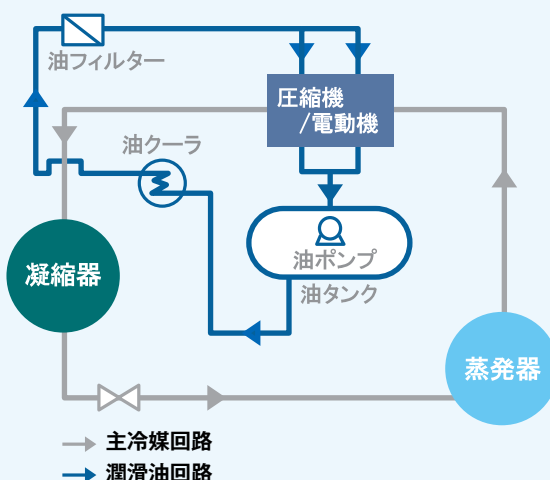 油フィルター
圧縮機
/電動機
油クーラ
油ポンプ
油タンク
凝縮器
蒸発器
主冷媒回路
潤滑油回路